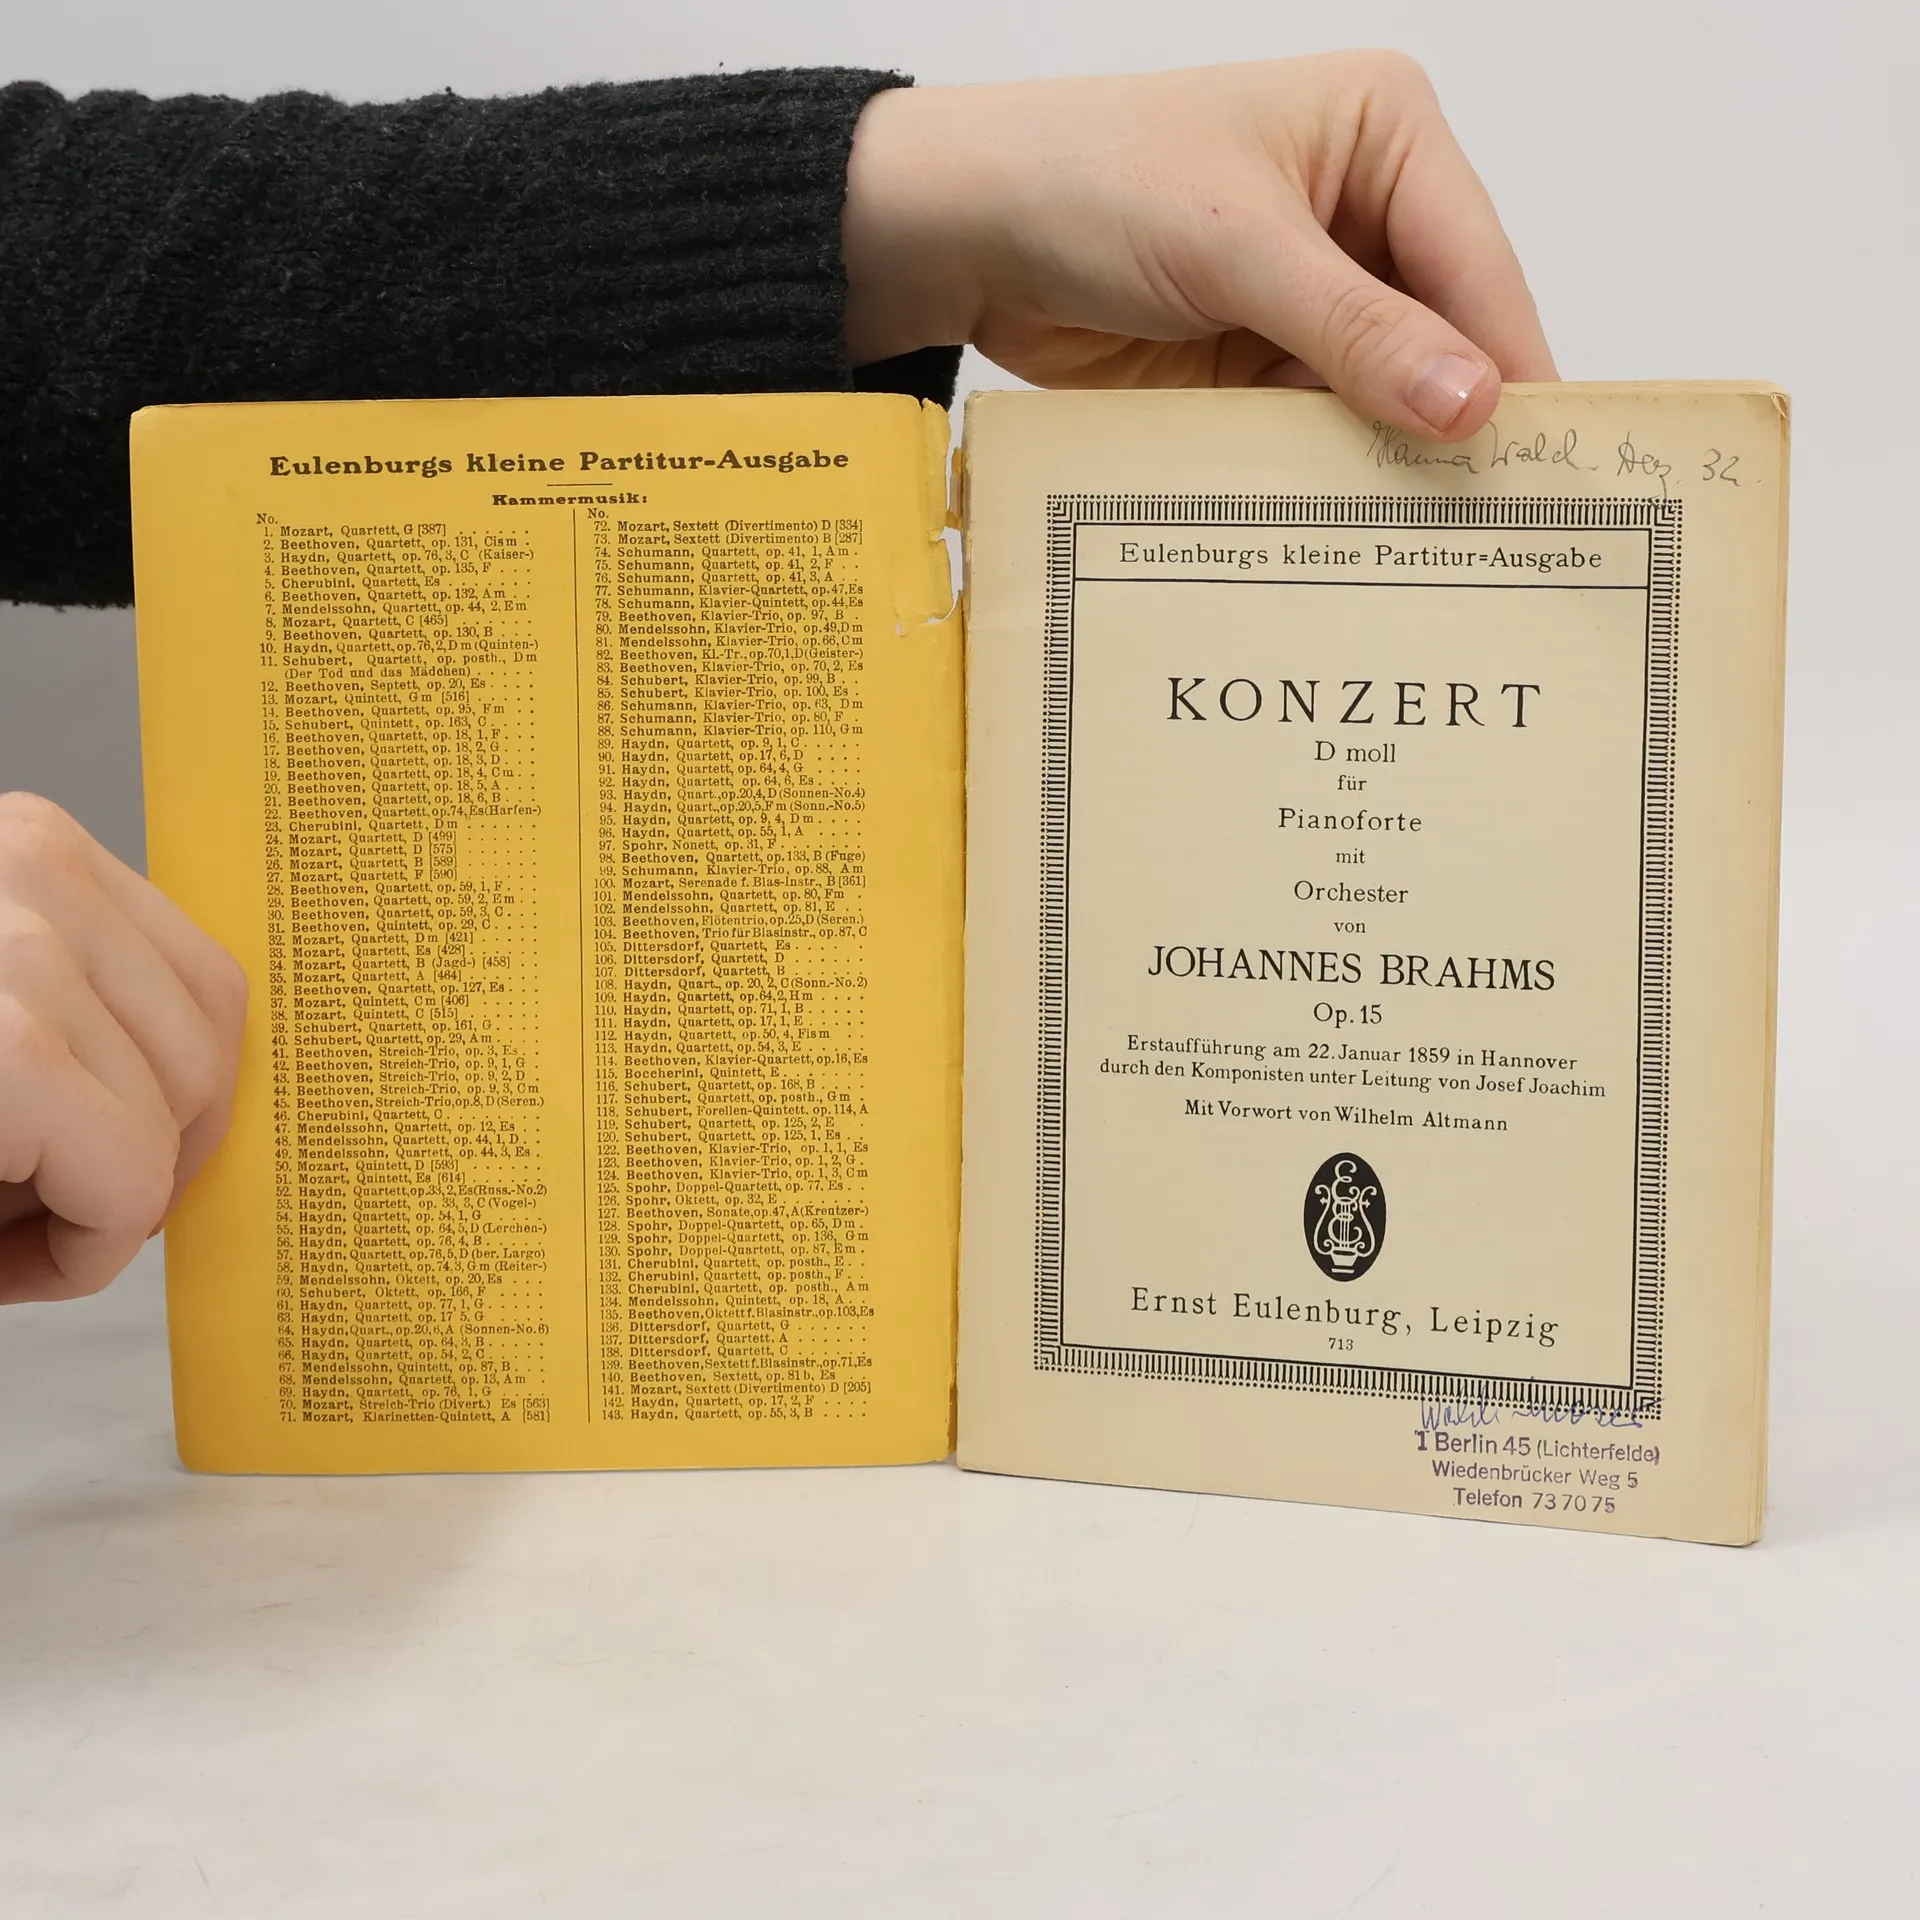 Eulenburgs kleine Partitur-Ausgabe
Kammermusik:
No.
1. Mozart, Quartett, G [387] . . . . . .
2. Beethoven, Quartett, op. 131, Cism .
3. Haydn, Quartett, op. 76, 3, C (Kaiser-)
4. Beethoven, Quartett, op. 135, F . . .
5. Cherubini, Quartett, Es . . . . . . .
6. Beethoven, Quartett, op. 132, Am . .
7. Mendelssohn, Quartett, op. 44, 2, Em
8. Mozart, Quartett, C [465] . . . . . .
9. Beethoven, Quartett, op. 130, B . . .
10. Haydn, Quartett, op. 76, 2, D m (Quinten-)
11. Schubert, Quartett, op. posth., Dm
(Der Tod und das Mädchen) . . . . .
12. Beethoven, Septett, op. 20, Es . . . .
13. Mozart, Quintett, Gm [516] . . . . .
14. Beethoven, Quartett, op. 95, Fm . .
15. Schubert, Quintett, op. 163, C . . . .
16. Beethoven, Quartett, op. 18, 1, F . . .
17. Beethoven, Quartett, op. 18, 2, G . . .
18. Beethoven, Quartett, op. 18, 3, D . . .
19. Beethoven, Quartett, op. 18, 4, Cm . .
20. Beethoven, Quartett, op. 18, 5, A . . .
21. Beethoven, Quartett, op. 18, 6, B . . .
22. Beethoven, Quartett, op. 74, Es (Harfen-)
23. Cherubini, Quartett, Dm . . . . . .
24. Mozart, Quartett, D [499] . . . . . .
25. Mozart, Quartett, D [575] . . . . . .
26. Mozart, Quartett, B [589] . . . . . .
27. Mozart, Quartett, F [590] . . . . . .
28. Beethoven, Quartett, op. 59, 1, F . . .
29. Beethoven, Quartett, op. 59, 2, Em . .
30. Beethoven, Quartett, op. 59, 3, C . . .
31. Beethoven, Quintett, op. 29, C . . . .
32. Mozart, Quartett, Dm [421] . . . . .
33. Mozart, Quartett, Es [428] . . . . .
34. Mozart, Quartett, B (Jagd-) [458] . .
35. Mozart, Quartett, A [464] . . . . . .
36. Beethoven, Quartett, op. 127, Es . . .
37. Mozart, Quintett, Cm [406] . . . . .
38. Mozart, Quintett, C [515] . . . . . .
39. Schubert, Quartett, op. 161, G . . . .
40. Schubert, Quartett, op. 29, Am . . . .
41. Beethoven, Streich-Trio, op. 3, Es . .
42. Beethoven, Streich-Trio, op. 9, 1, G .
43. Beethoven, Streich-Trio, op. 9, 2, D .
44. Beethoven, Streich-Trio, op. 9, 3, Cm
45. Beethoven, Streich-Trio, op. 8, D (Seren.)
46. Cherubini, Quartett, C . . . . . . . .
47. Mendelssohn, Quartett, op. 12, Es . .
48. Mendelssohn, Quartett, op. 44, 1, D . .
49. Mendelssohn, Quartett, op. 44, 3, Es .
50. Mozart, Quintett, D [593] . . . . . .
51. Mozart, Quintett, Es [614] . . . . . .
52. Haydn, Quartett, op. 33, 2, Es (Russ.-No. 2)
53. Haydn, Quartett, op. 33, 3, C (Vogel-)
54. Haydn, Quartett, op. 54, 1, G . . . .
55. Haydn, Quartett, op. 64, 5, D (Lerchen-)
56. Haydn, Quartett, op. 76, 4, B . . . .
57. Haydn, Quartett, op. 76, 5, D (ber. Largo)
58. Haydn, Quartett, op. 74, 3, G m (Reiter-)
59. Mendelssohn, Oktett, op. 20, Es . . .
60. Schubert, Oktett, op. 166, F . . . .
61. Haydn, Quartett, op. 77, 1, G . . . .
63. Haydn, Quartett, op. 17 5. G . . . .
64. Haydn, Quart., op. 20, 6, A (Sonnen-No. 6)
65. Haydn, Quartett, op. 64, 3, B . . . .
66. Haydn, Quartett, op. 54, 2, C . . . .
67. Mendelssohn, Quintett, op. 87, B . . .
68. Mendelssohn, Quartett, op. 13, Am .
69. Haydn, Quartett, op. 76, 1, G . . . .
70. Mozart, Streich-Trio (Divert.) Es [563]
71. Mozart, Klarinetten-Quintett, A [581]
No.
72. Mozart, Sextett (Divertimento) D [334]
73. Mozart, Sextett (Divertimento) B [287]
74. Schumann, Quartett, op. 41, 1, Am .
75. Schumann, Quartett, op. 41, 2, F . .
76. Schumann, Quartett, op. 41, 3, A . .
77. Schumann, Klavier-Quartett, op. 47, Es
78. Schumann, Klavier-Quintett, op. 44, Es
79. Beethoven, Klavier-Trio, op. 97, B .
80. Mendelssohn, Klavier-Trio, op. 49, D m
81. Mendelssohn, Klavier-Trio, op. 66, C m
82. Beethoven, Kl.-Tr., op. 70, 1, D (Geister-)
83. Beethoven, Klavier-Trio, op. 70, 2, Es
84. Schubert, Klavier-Trio, op. 99, B . .
85. Schubert, Klavier-Trio, op. 100, Es .
86. Schumann, Klavier-Trio, op. 63, Dm
87. Schumann, Klavier-Trio, op. 80, F .
88. Schumann, Klavier-Trio, op. 110, Gm
89. Haydn, Quartett, op. 9, 1, C . . . . .
90. Haydn, Quartett, op. 17, 6, D . . . .
91. Haydn, Quartett, op. 64, 4, G . . . .
92. Haydn, Quartett, op. 64, 6, Es . . . .
93. Haydn, Quart., op. 20, 4, D (Sonnen-No. 4)
94. Haydn, Quart., op. 20, 5, F m (Sonn.-No. 5)
95. Haydn, Quartett, op. 9, 4, Dm . . . .
96. Haydn, Quartett, op. 55, 1, A . . . .
97. Spohr, Nonett, op. 31, F . . . . . . .
98. Beethoven, Quartett, op. 133, B (Fuge)
99. Schumann, Klavier-Trio, op. 88, Am
100. Mozart, Serenade f. Blas-Instr., B [361]
101. Mendelssohn, Quartett, op. 80, Fm .
102. Mendelssohn, Quartett, op. 81, E . .
103. Beethoven, Flötentrio, op. 25, D (Seren.)
104. Beethoven, Trio für Blasinstr., op. 87, C
105. Dittersdorf, Quartett, Es . . . . .
106. Dittersdorf, Quartett, D . . . . . .
107. Dittersdorf, Quartett, B . . . . . .
108. Haydn, Quart., op. 20, 2, C (Sonn.-No. 2)
109. Haydn, Quartett, op. 64, 2, H m . . . .
110. Haydn, Quartett, op. 71, 1, B . . . .
111. Haydn, Quartett, op. 17, 1, E . . . .
112. Haydn, Quartett, op. 50, 4, Fism . .
113. Haydn, Quartett, op. 54, 3, E . . . . .
114. Beethoven, Klavier-Quartett, op. 16, Es
115. Boccherini, Quintett, E . . . . . . .
116. Schubert, Quartett, op. 168, B . . . .
117. Schubert, Quartett, op. posth., Gm .
118. Schubert, Forellen-Quintett, op. 114, A
119. Schubert, Quartett, op. 125, 2, E . .
120. Schubert, Quartett, op. 125, 1, Es . .
122. Beethoven, Klavier-Trio, op. 1, 1, Es
123. Beethoven, Klavier-Trio, op. 1, 2, G .
124. Beethoven, Klavier-Trio, op. 1, 3, Cm
125. Spohr, Doppel-Quartett, op. 77, Es . .
126. Spohr, Oktett, op. 32, E . . . . . . .
127. Beethoven, Sonate, op. 47, A (Kreutzer-)
128. Spohr, Doppel-Quartett, op. 65, Dm .
129. Spohr, Doppel-Quartett, op. 136, Gm
130. Spohr, Doppel-Quartett, op. 87, Em .
131. Cherubini, Quartett, op. posth., E . .
132. Cherubini, Quartett, op. posth., F . .
133. Cherubini, Quartett, op. posth., Am
134. Mendelssohn, Quintett, op. 18, A . .
135. Beethoven, Oktett f. Blasinstr., op. 103, Es
136. Dittersdorf, Quartett, G . . . . . .
137. Dittersdorf, Quartett, A . . . . . .
138. Dittersdorf, Quartett, C . . . . . .
139. Beethoven, Sextett f. Blasinstr., op. 71, Es
140. Beethoven, Sextett, op. 81 b, Es . .
141. Mozart, Sextett (Divertimento) D [205]
142. Haydn, Quartett, op. 17, 2, F . . . .
143. Haydn, Quartett, op. 55, 3, B . . . .
Hanna Wald 32.
Eulenburgs kleine Partitur=Ausgabe
KONZERT
D moll
für
Pianoforte
mit
Orchester
von
JOHANNES BRAHMS
Op. 15
Erstaufführung am 22. Januar 1859 in Hannover
durch den Komponisten unter Leitung von Josef Joachim
Mit Vorwort von Wilhelm Altmann
Ernst Eulenburg, Leipzig
713
1 Berlin 45 (Lichterfelde)
Wiedenbrücker Weg 5
Telefon 73 70 75